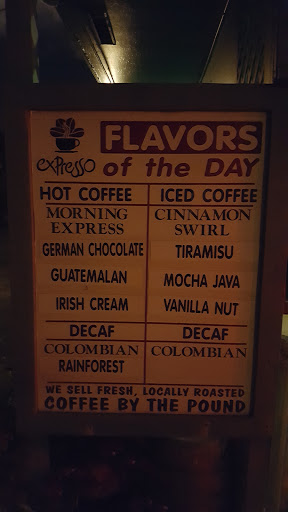 exPresso
FLAVORS
of the DAY
HOT COFFEE
MORNING
EXPRESS
GERMAN CHOCOLATE
GUATEMALAN
IRISH CREAM
DECAF
COLOMBIAN
RAINFOREST
ICED COFFEE
CINNAMON
SWIRL
TIRAMISU
MOCHA JAVA
VANILLA NUT
DECAF
COLOMBIAN
WE SELL FRESH, LOCALLY ROASTED
COFFEE BY THE POUND